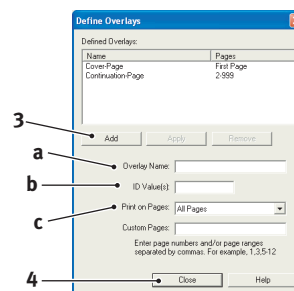 Define Overlays
Defined Overlays:
Name Pages
Cover-Page First Page
Continuation-Page 2-999
3
Add Apply Remove
a
Overlay Name:
b
ID Value(s):
c
Print on Pages: All Pages
Custom Pages:
Enter page numbers and/or page ranges
separated by commas. For example, 1,3,5-12
4
Close Help